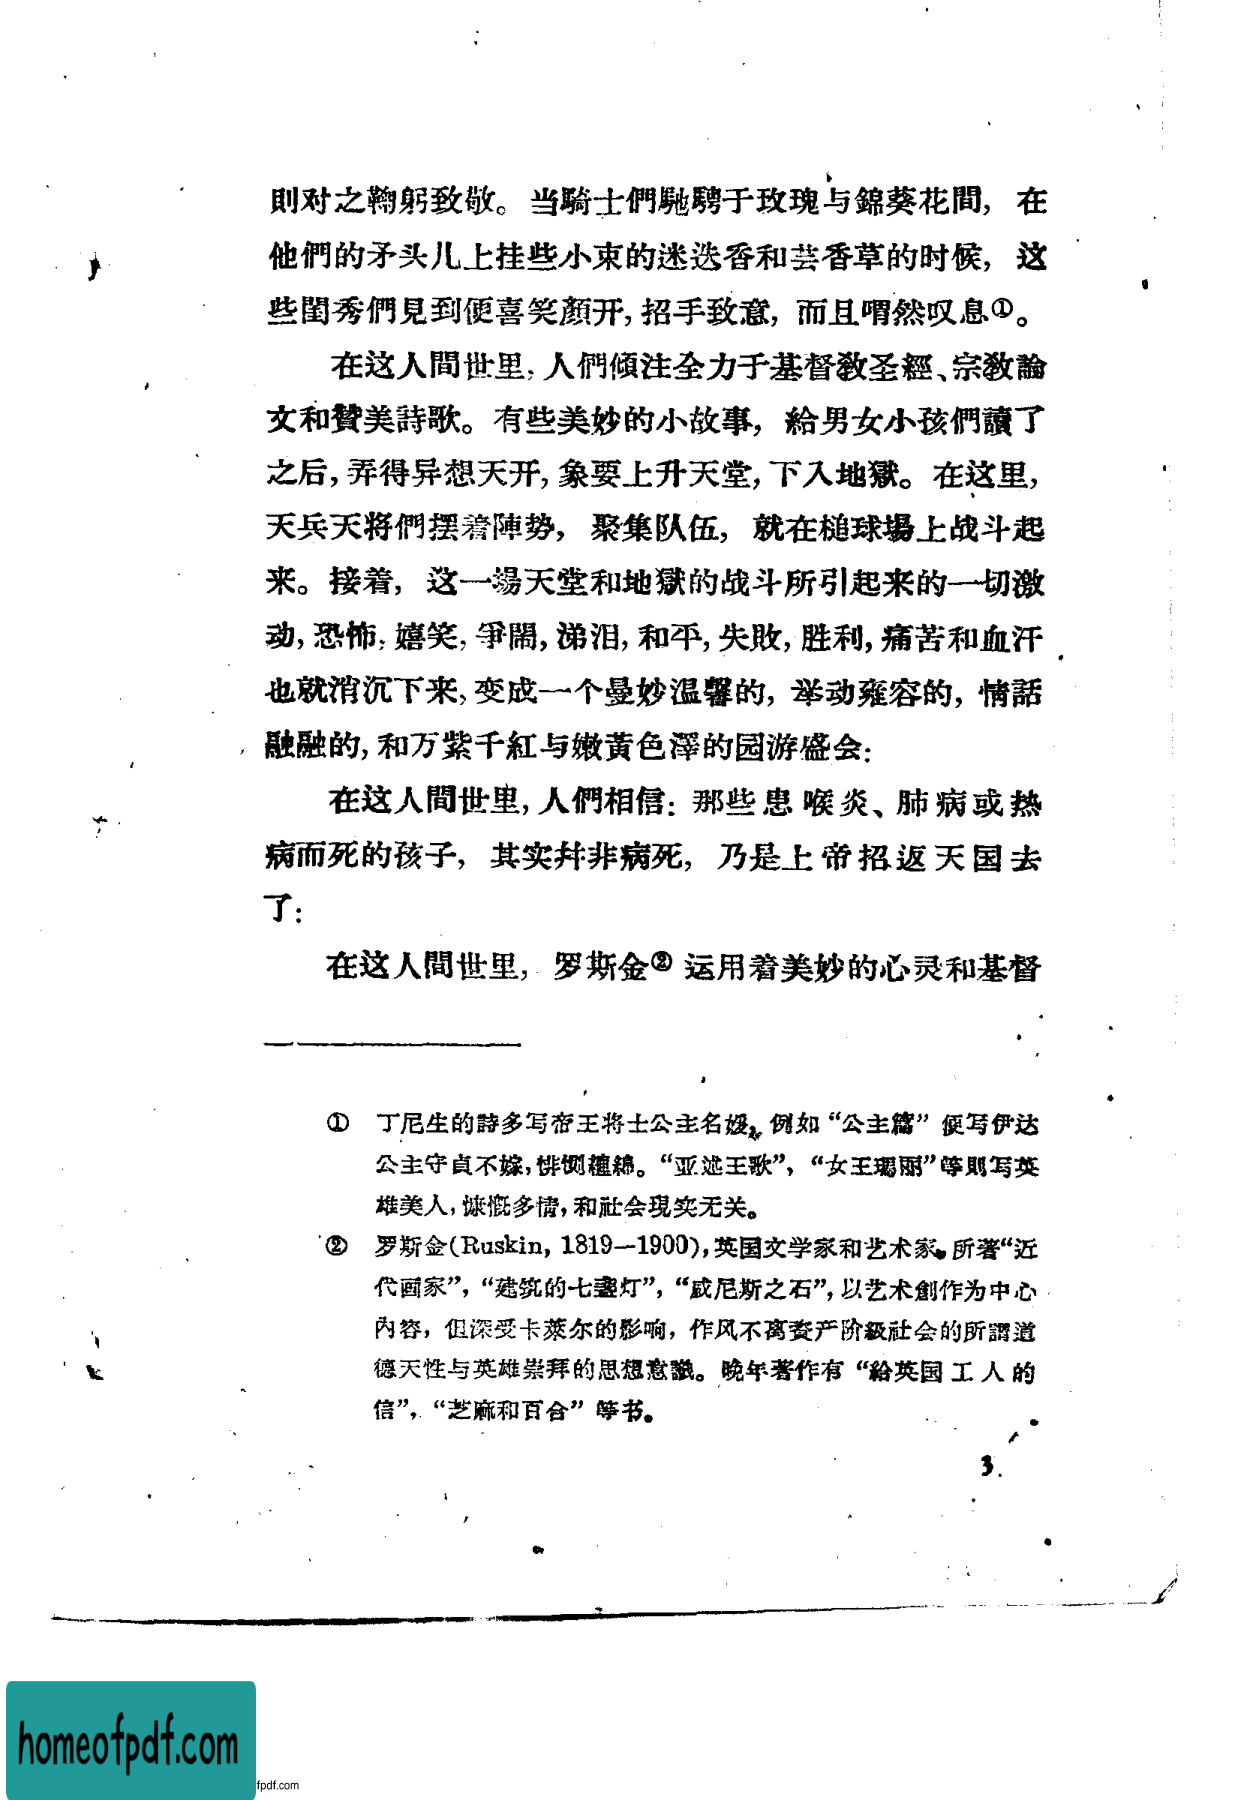 則对之鞠躬致敬。当騎士們馳騁于玫瑰与錦葵花間，在
他們的矛头儿上挂些小束的迷迭香和芸香草的时候，这
些閨秀們見到便喜笑顏开，招手致意，而且喟然叹息①。
在这人間世里，人們傾注全力于基督教圣經、宗教論
文和贊美詩歌。有些美妙的小故事，給男女小孩們讀了
之后，弄得异想天开，象要上升天堂，下入地獄。在这里，
天兵天将們摆着陣势，聚集队伍，就在槌球場上战斗起
来。接着，这一場天堂和地獄的战斗所引起来的一切激
动，恐怖，嬉笑，爭鬧，涕泪，和平，失敗，胜利，痛苦和血汗
也就消沉下来，变成一个曼妙溫馨的，举动雍容的，情話
融融的，和万紫千紅与嫩黃色澤的园游盛会；
在这人間世里，人們相信：那些患喉炎、肺病或热
病而死的孩子，其实幷非病死，乃是上帝招返天国去
了；
在这人間世里，罗斯金②运用着美妙的心灵和基督
① 丁尼生的詩多写帝王将士公主名媛，例如“公主篇”便写伊达
公主守貞不嫁，悱惻纏綿。“亚述王歌”，“女王瑪丽”等則写英
雄美人，慷慨多情，和社会現实无关。
② 罗斯金(Ruskin, 1819—1900)，英国文学家和艺术家。所著“近
代画家”，“建筑的七盞灯”，“威尼斯之石”，以艺术創作为中心
內容，但深受卡萊尔的影响，作风不离資产阶級社会的所謂道
德天性与英雄崇拜的思想意識。晚年著作有“給英国工人的
信”，“芝麻和百合”等书。
3
homeofpdf.com
fpdf.com